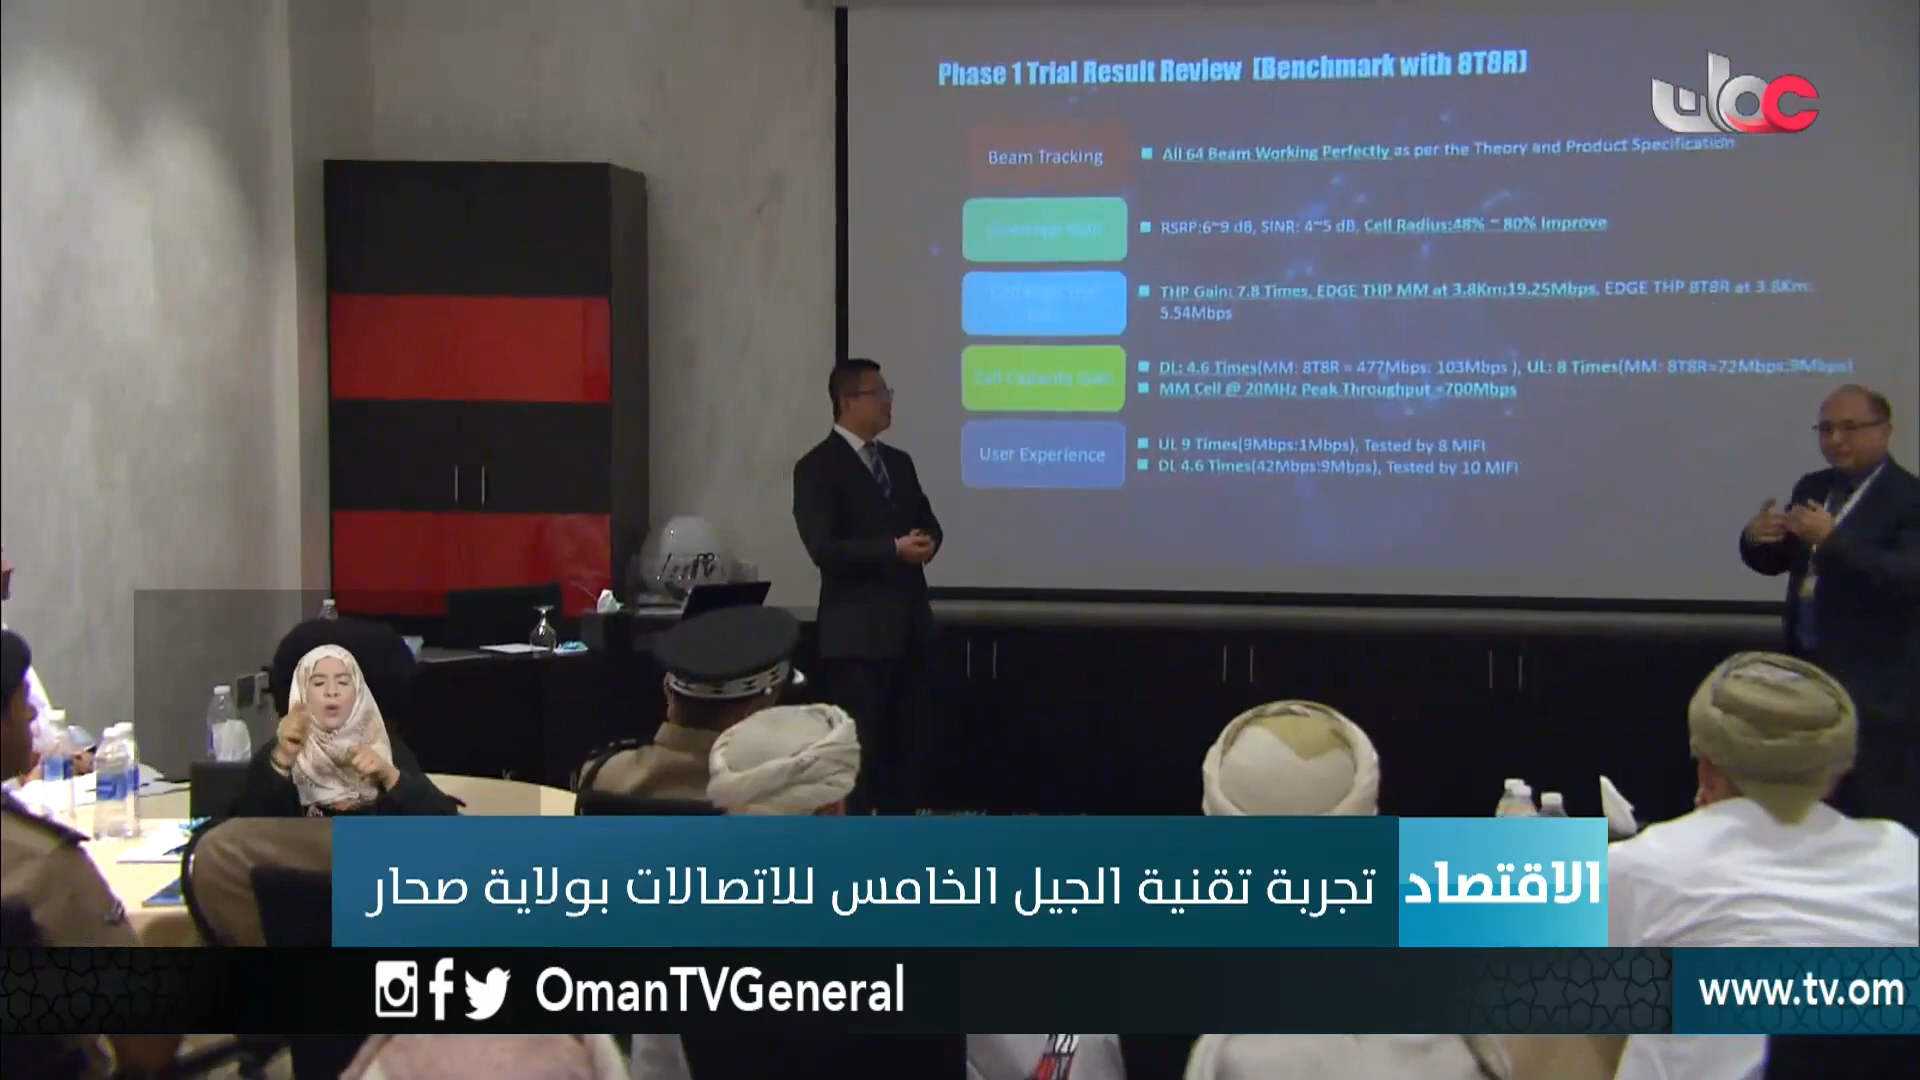 Phase 1 Trial Result Review [Benchmark with 8T8R]
عمان
Beam Tracking
All 64 Beam Working Perfectly as per the Theory and Product Specification
RSRP:6~9 dB, SINR: 4~5 dB, Cell Radius:48% ~ 80% Improve
THP Gain: 7.8 Times, EDGE THP MM at 3.8Km:19.25Mbps, EDGE THP 8T8R at 3.8Km:
5.54Mbps
Cell Capacity Gain
DL: 4.6 Times(MM: 8T8R = 477Mbps: 103Mbps ), UL: 8 Times(MM: 8T8R=72Mbps:9Mbps)
MM Cell @ 20MHz Peak Throughput =700Mbps
User Experience
UL 9 Times(9Mbps:1Mbps), Tested by 8 MIFI
DL 4.6 Times(42Mbps:9Mbps), Tested by 10 MIFI
الاقتصاد
تجربة تقنية الجيل الخامس للاتصالات بولاية صحار
OmanTVGeneral
www.tv.om